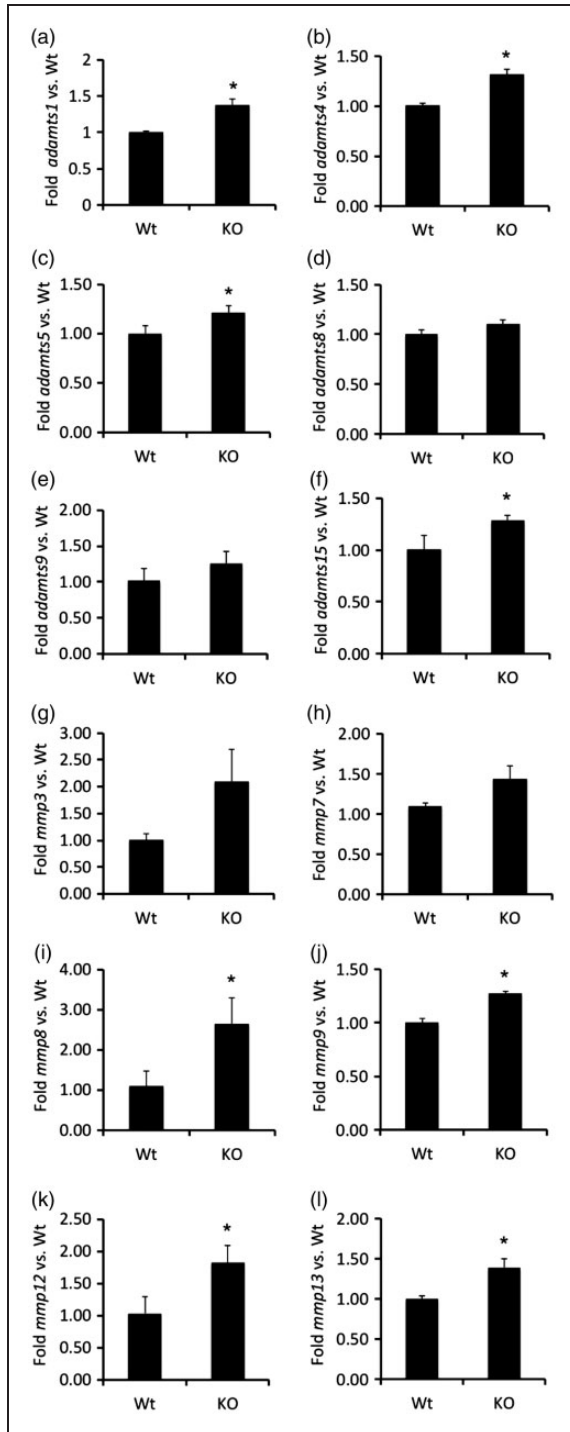 (a)
Fold adamts1 vs. Wt
2
1.5
1
0.5
0
*
Wt KO
(b)
Fold adamts4 vs. Wt
1.50
1.00
0.50
0.00
*
Wt KO
(c)
Fold adamts5 vs. Wt
1.50
1.00
0.50
0.00
*
Wt KO
(d)
Fold adamts8 vs. Wt
1.50
1.00
0.50
0.00
Wt KO
(e)
Fold adamts9 vs. Wt
2.00
1.50
1.00
0.50
0.00
Wt KO
(f)
Fold adamts15 vs. Wt
1.50
1.00
0.50
0.00
*
Wt KO
(g)
Fold mmp3 vs. Wt
3.00
2.50
2.00
1.50
1.00
0.50
0.00
Wt KO
(h)
Fold mmp7 vs. Wt
2.00
1.50
1.00
0.50
0.00
Wt KO
(i)
Fold mmp8 vs. Wt
4.00
3.00
2.00
1.00
0.00
*
Wt KO
(j)
Fold mmp9 vs. Wt
1.50
1.00
0.50
0.00
*
Wt KO
(k)
Fold mmp12 vs. Wt
2.50
2.00
1.50
1.00
0.50
0.00
*
Wt KO
(l)
Fold mmp13 vs. Wt
2.00
1.50
1.00
0.50
0.00
*
Wt KO